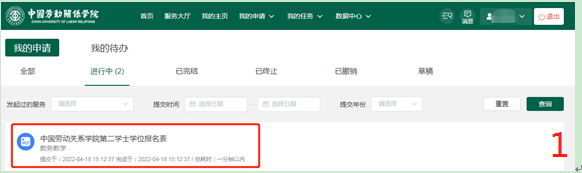 中国劳动关系学院
CHINA UNIVERSITY OF LABOR RELATIONS
首页 服务大厅 我的主页 我的申请 我的任务 数据中心 消息 退出
我的申请 我的待办
全部 进行中 (2) 已完结 已终止 已撤销 草稿
发起过的服务 请选择 提交时间 选择日期 选择日期 提交年份 请选择 重置 查询
中国劳动关系学院第二学士学位报名表
教务教学
提交于：2022-04-18 15:12:37 完成于：2022-04-18 15:12:37 / 总耗时：一分钟以内
1